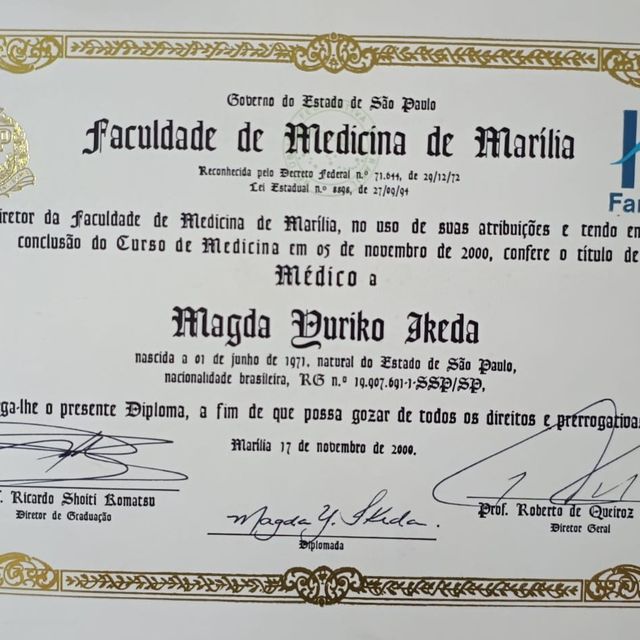 Governo do Estado de São Paulo
Faculdade de Medicina de Marília
Reconhecida pelo Decreto Federal n.º 71.644, de 29/12/72
Lei Estadual n.º 8898, de 27/09/94
iretor da Faculdade de Medicina de Marília, no uso de suas atribuições e tendo em
conclusão do Curso de Medicina em 05 de novembro de 2000, confere o título de
Médico a
Magda Yuriko Ikeda
nascida a 01 de junho de 1971, natural do Estado de São Paulo,
nacionalidade brasileira, RG n.º 19.907.691-1-SSP/SP,
ga-lhe o presente Diploma, a fim de que possa gozar de todos os direitos e prerrogativas
Marília 17 de novembro de 2000.
. Ricardo Shoiti Komatsu
Diretor de Graduação
Magda Y. Ikeda.
Diplomada
Prof. Roberto de Queiroz
Diretor Geral
Fa